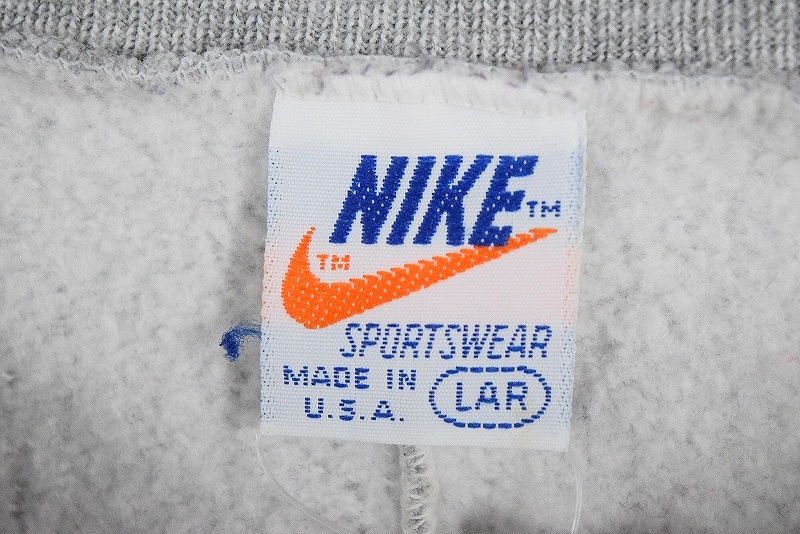 NIKE™
™
SPORTSWEAR
MADE IN
U.S.A.
LAR